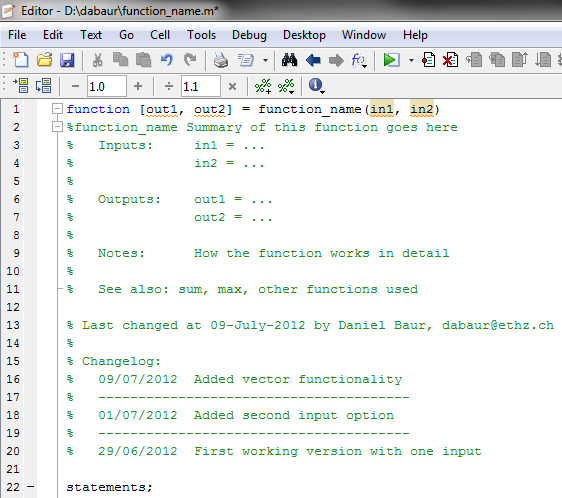 Editor - D:\dabaur\function_name.m*
File Edit Text Go Cell Tools Debug Desktop Window Help
− 1.0 + ÷ 1.1 ×
1 function [out1, out2] = function_name(in1, in2)
2 %function_name Summary of this function goes here
3 % Inputs: in1 = ...
4 % in2 = ...
5 %
6 % Outputs: out1 = ...
7 % out2 = ...
8 %
9 % Notes: How the function works in detail
10 %
11 % See also: sum, max, other functions used
12
13 % Last changed at 09-July-2012 by Daniel Baur, dabaur@ethz.ch
14 %
15 % Changelog:
16 % 09/07/2012 Added vector functionality
17 % ---------------------------------------
18 % 01/07/2012 Added second input option
19 % ---------------------------------------
20 % 29/06/2012 First working version with one input
21
22 − statements;